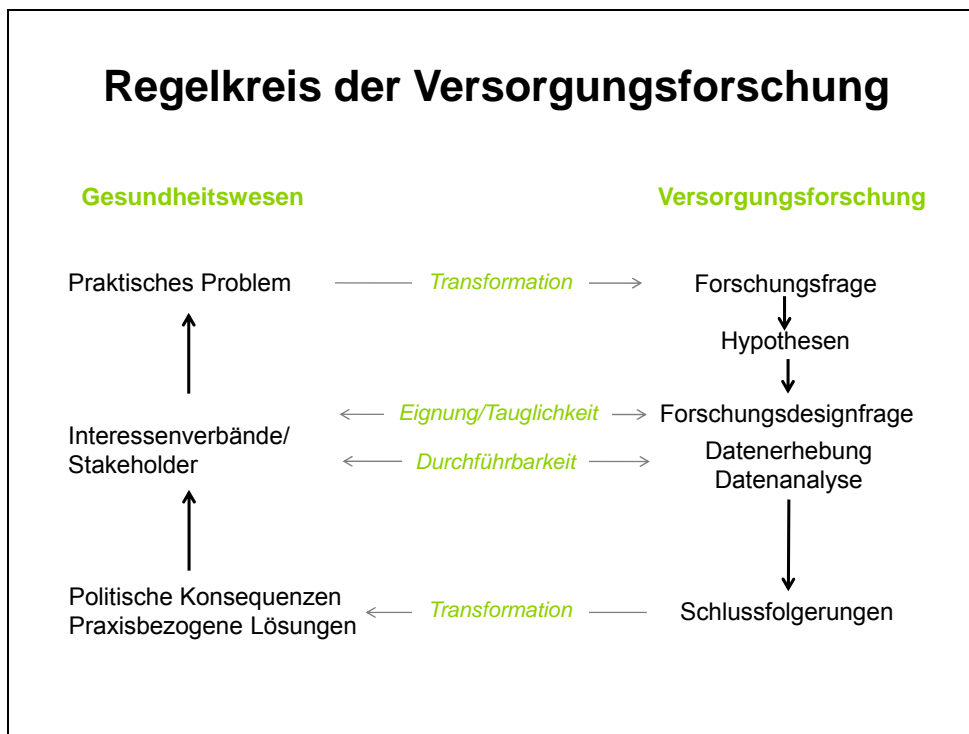 Regelkreis der Versorgungsforschung
Gesundheitswesen
Versorgungsforschung
Praktisches Problem
Transformation
Forschungsfrage
Hypothesen
Eignung/Tauglichkeit
Forschungsdesignfrage
Interessenverbände/
Stakeholder
Durchführbarkeit
Datenerhebung
Datenanalyse
Politische Konsequenzen
Praxisbezogene Lösungen
Transformation
Schlussfolgerungen